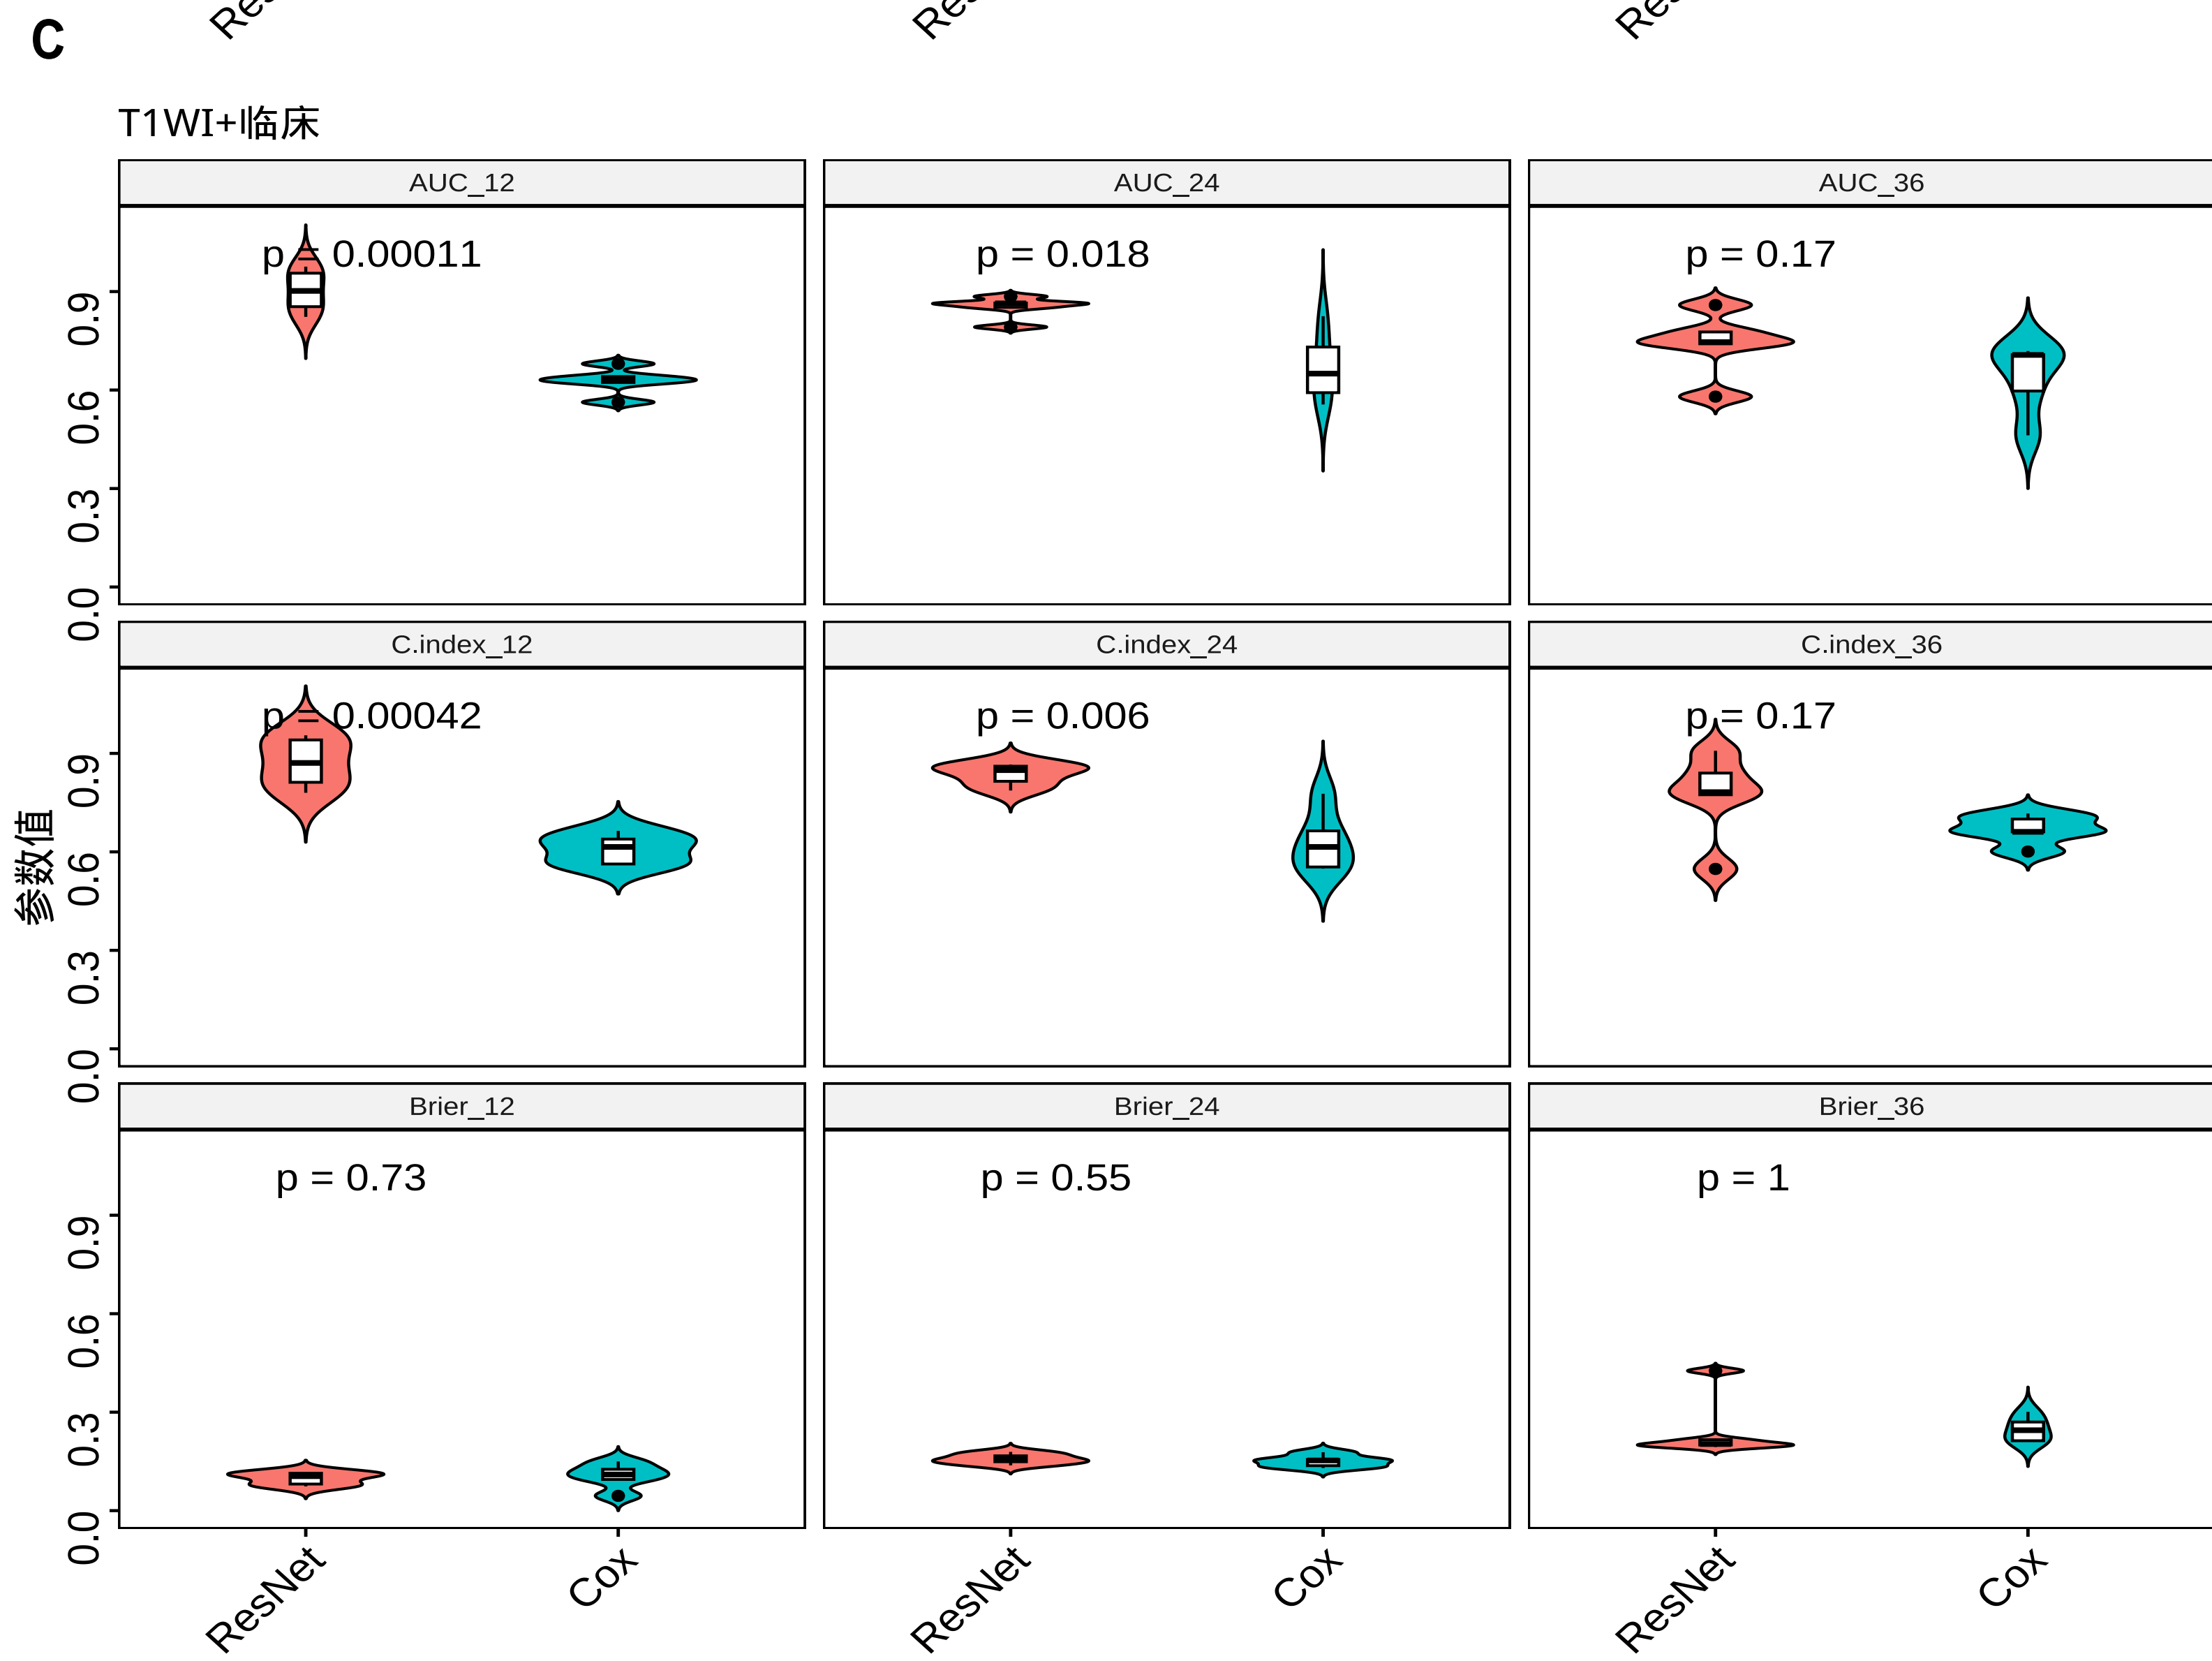 Res
Res
Res
C
T1WI+临床
AUC_12
AUC_24
AUC_36
p = 0.00011
p = 0.018
p = 0.17
0.9
0.6
0.3
0.0
C.index_12
C.index_24
C.index_36
p = 0.00042
p = 0.006
p = 0.17
0.9
0.6
0.3
0.0
参数值
Brier_12
Brier_24
Brier_36
p = 0.73
p = 0.55
p = 1
0.9
0.6
0.3
0.0
ResNet
Cox
ResNet
Cox
ResNet
Cox